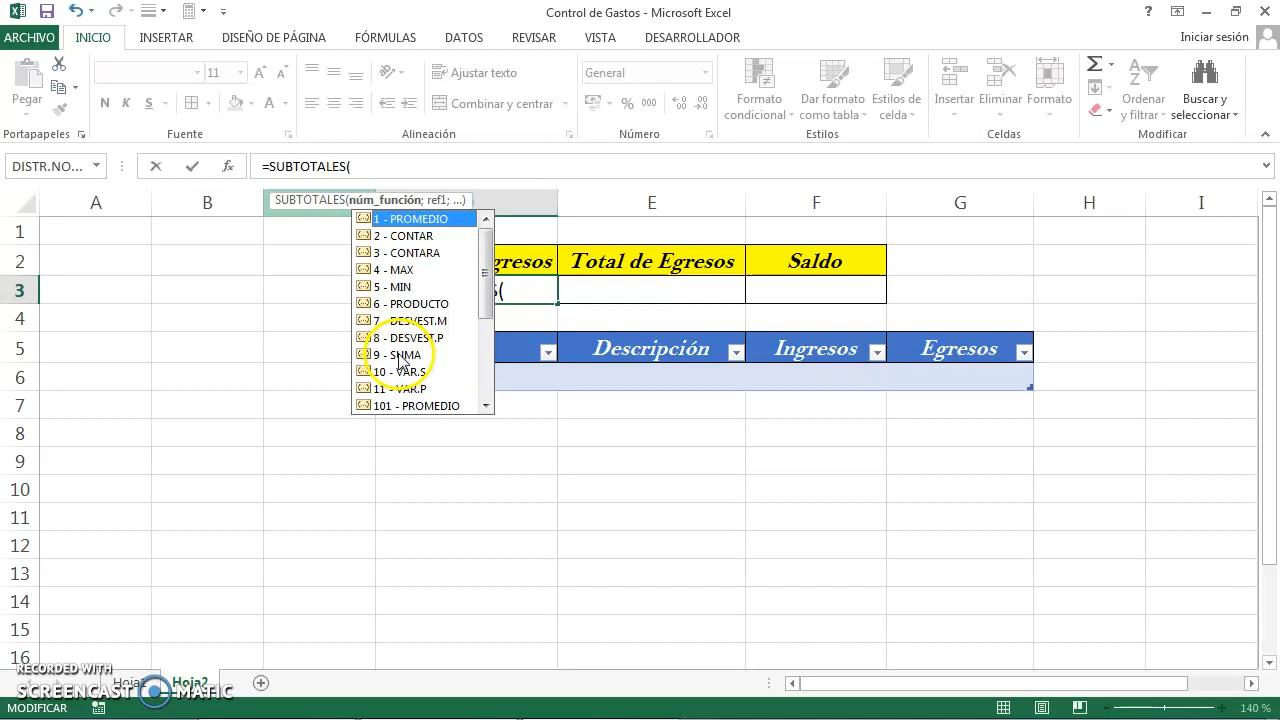 Control de Gastos - Microsoft Excel
ARCHIVO INICIO INSERTAR DISEÑO DE PÁGINA FÓRMULAS DATOS REVISAR VISTA DESARROLLADOR Iniciar sesión
Pegar
11
N K S
Ajustar texto
Combinar y centrar
General
% 000
Formato condicional
Dar formato como tabla
Estilos de celda
Insertar
Eliminar
Formato
Ordenar y filtrar
Buscar y seleccionar
Portapapeles Fuente Alineación Número Estilos Celdas Modificar
DISTR.NO... =SUBTOTALES(
SUBTOTALES(núm_función; ref1; ...)
A B E F G H I
1 - PROMEDIO
2 - CONTAR
3 - CONTARA
4 - MAX
5 - MIN
6 - PRODUCTO
7 - DESVEST.M
8 - DESVEST.P
9 - SUMA
10 - VAR.S
11 - VAR.P
101 - PROMEDIO
1
2 gresos Total de Egresos Saldo
3 S(
4
5 Descripción Ingresos Egresos
6
7
8
9
10
11
12
13
14
15
16
RECORDED WITH
SCREENCAST MATIC
Hoja2
MODIFICAR 140 %